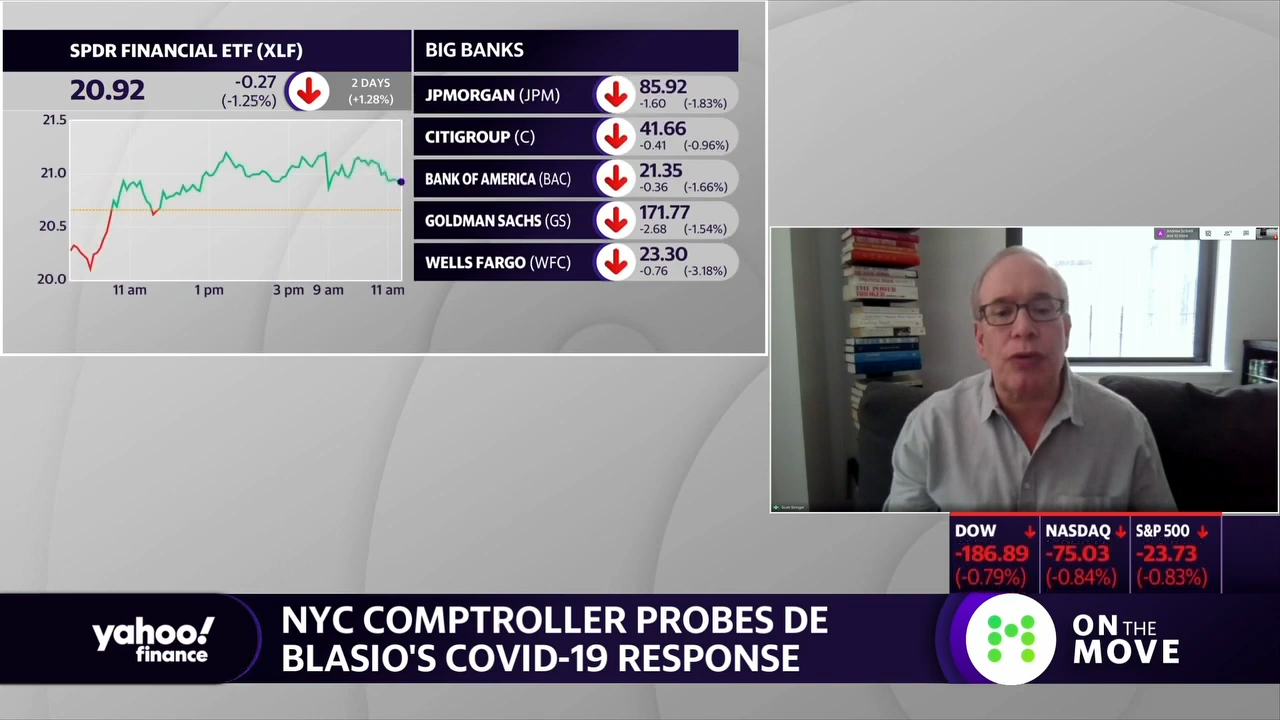 SPDR FINANCIAL ETF (XLF)
20.92
-0.27
(-1.25%)
2 DAYS
(+1.28%)
21.5
21.0
20.5
20.0
11 am 1 pm 3 pm 9 am 11 am
BIG BANKS
JPMORGAN (JPM)
85.92
-1.60 (-1.83%)
CITIGROUP (C)
41.66
-0.41 (-0.96%)
BANK OF AMERICA (BAC)
21.35
-0.36 (-1.66%)
GOLDMAN SACHS (GS)
171.77
-2.68 (-1.54%)
WELLS FARGO (WFC)
23.30
-0.76 (-3.18%)
THE POWER
BROKER
Scott Stringer
DOW
-186.89
(-0.79%)
NASDAQ
-75.03
(-0.84%)
S&P 500
-23.73
(-0.83%)
yahoo!
finance
NYC COMPTROLLER PROBES DE
BLASIO'S COVID-19 RESPONSE
ON THE
MOVE